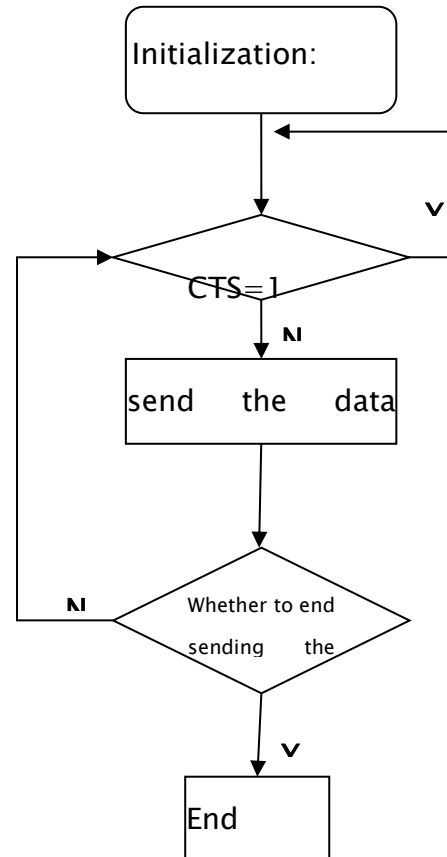 Initialization:
Y
CTS=1
N
send the data
Whether to end
sending the
N
Y
End